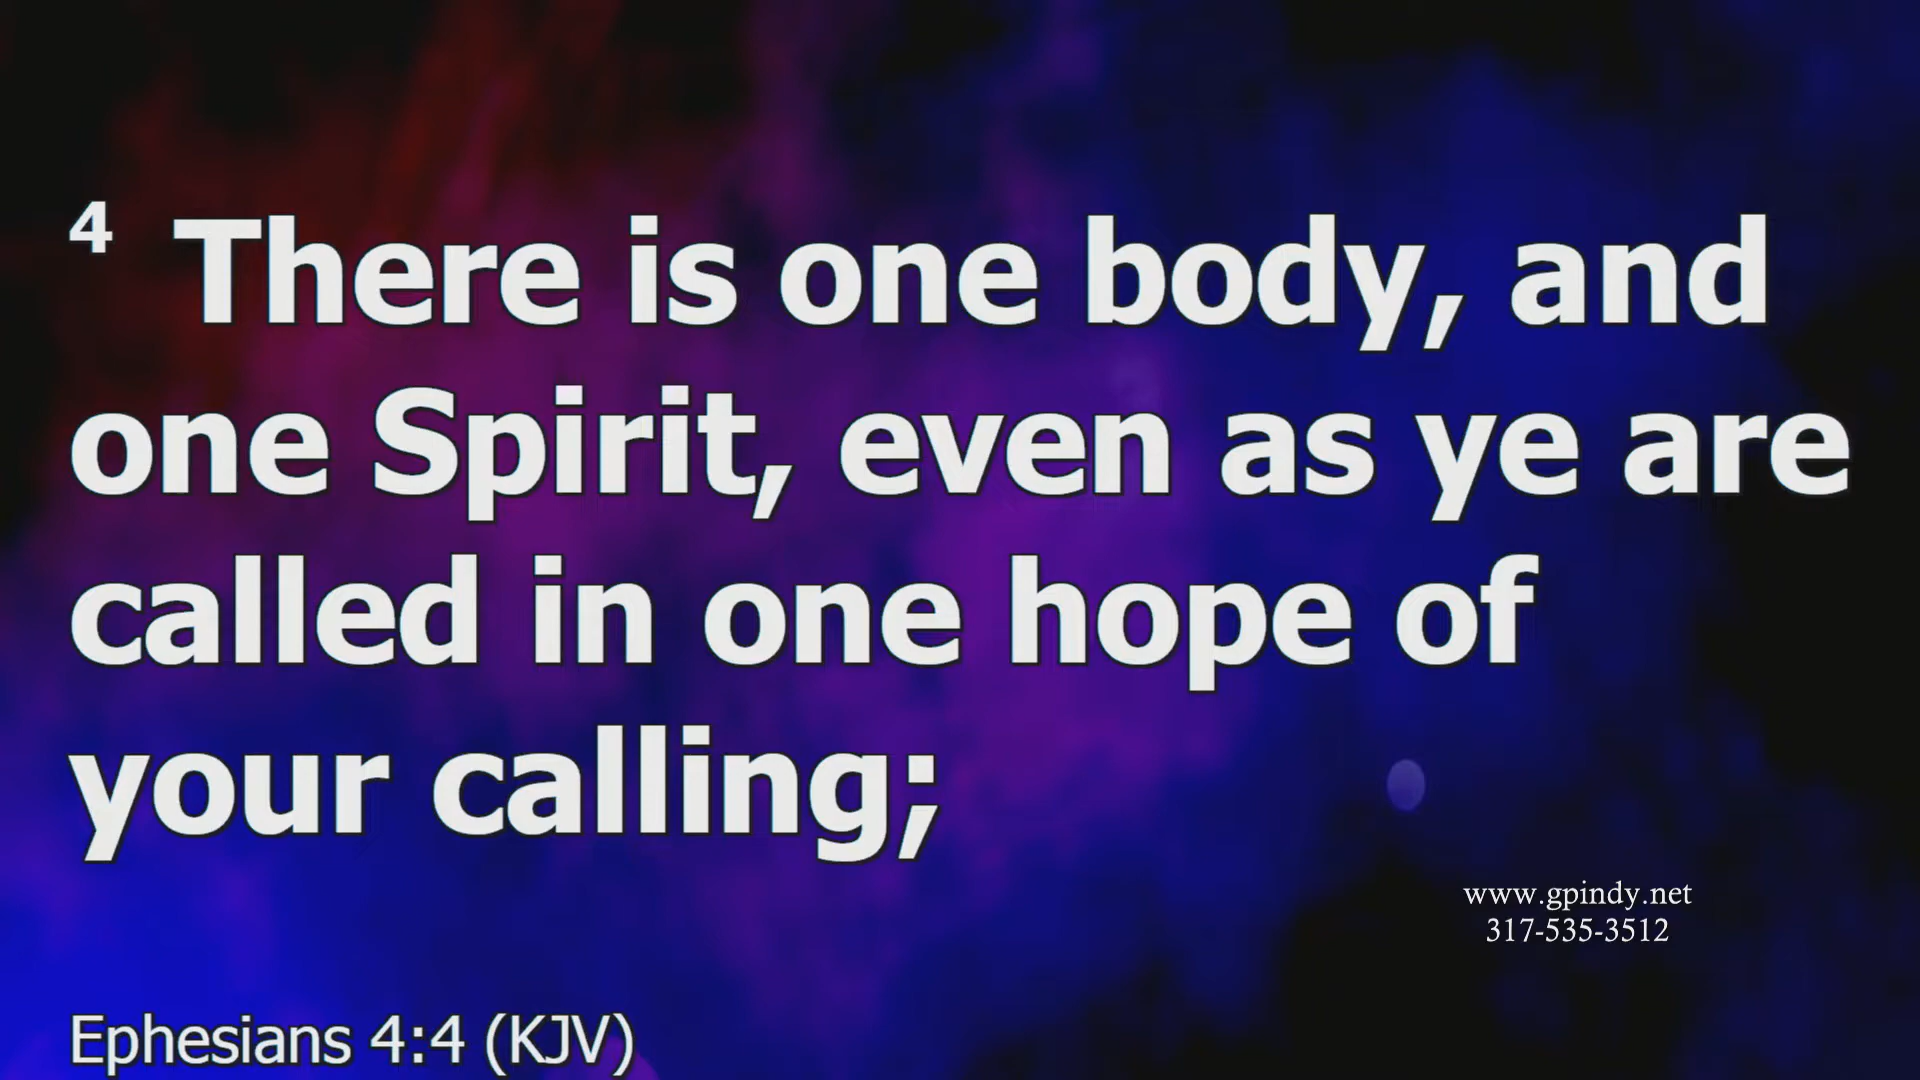 4 There is one body, and
one Spirit, even as ye are
called in one hope of
your calling;
www.gpindy.net
317-535-3512
Ephesians 4:4 (KJV)